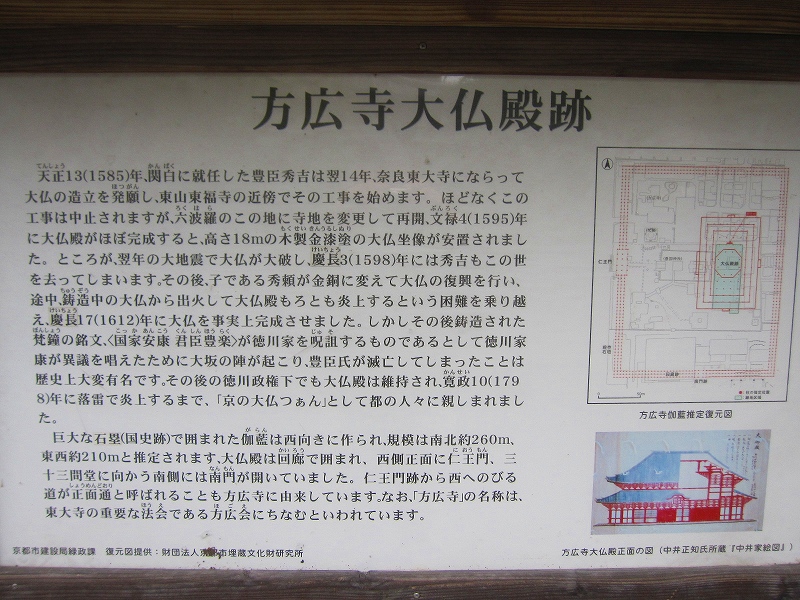 方広寺大仏殿跡
天正13(1585)年、関白に就任した豊臣秀吉は翌14年、奈良東大寺にならって
大仏の造立を発願し、東山東福寺の近傍でその工事を始めます。ほどなくこの
工事は中止されますが、六波羅のこの地に寺地を変更して再開、文禄4(1595)年
に大仏殿がほぼ完成すると、高さ18mの木製金漆塗の大仏坐像が安置されまし
た。ところが、翌年の大地震で大仏が大破し、慶長3(1598)年には秀吉もこの世
を去ってしまいます。その後、子である秀頼が金銅に変えて大仏の復興を行い、
途中、鋳造中の大仏から出火して大仏殿もろとも炎上するという困難を乗り越
え、慶長17(1612)年に大仏を事実上完成させました。しかしその後鋳造された
梵鐘の銘文、〈国家安康 君臣豊楽〉が徳川家を呪詛するものであるとして徳川家
康が異議を唱えたために大坂の陣が起こり、豊臣氏が滅亡してしまったことは
歴史上大変有名です。その後の徳川政権下でも大仏殿は維持され、寛政10(179
8)年に落雷で炎上するまで、「京の大仏つぁん」として都の人々に親しまれまし
た。
巨大な石塁(国史跡)で囲まれた伽藍は西向きに作られ、規模は南北約260m、
東西約210mと推定されます、大仏殿は回廊で囲まれ、西側正面に仁王門、三
十三間堂に向かう南側には南門が開いていました。仁王門跡から西へのびる
道が正面通と呼ばれることも方広寺に由来しています。なお、「方広寺」の名称は、
東大寺の重要な法会である方広会にちなむといわれています。
京都市建設局緑政課 復元図提供：財団法人京都市埋蔵文化財研究所
仁王門
大仏殿跡
南門跡
方広寺伽藍推定復元図
方広寺大仏殿正面の図（中井正知氏所蔵『中井家絵図』）